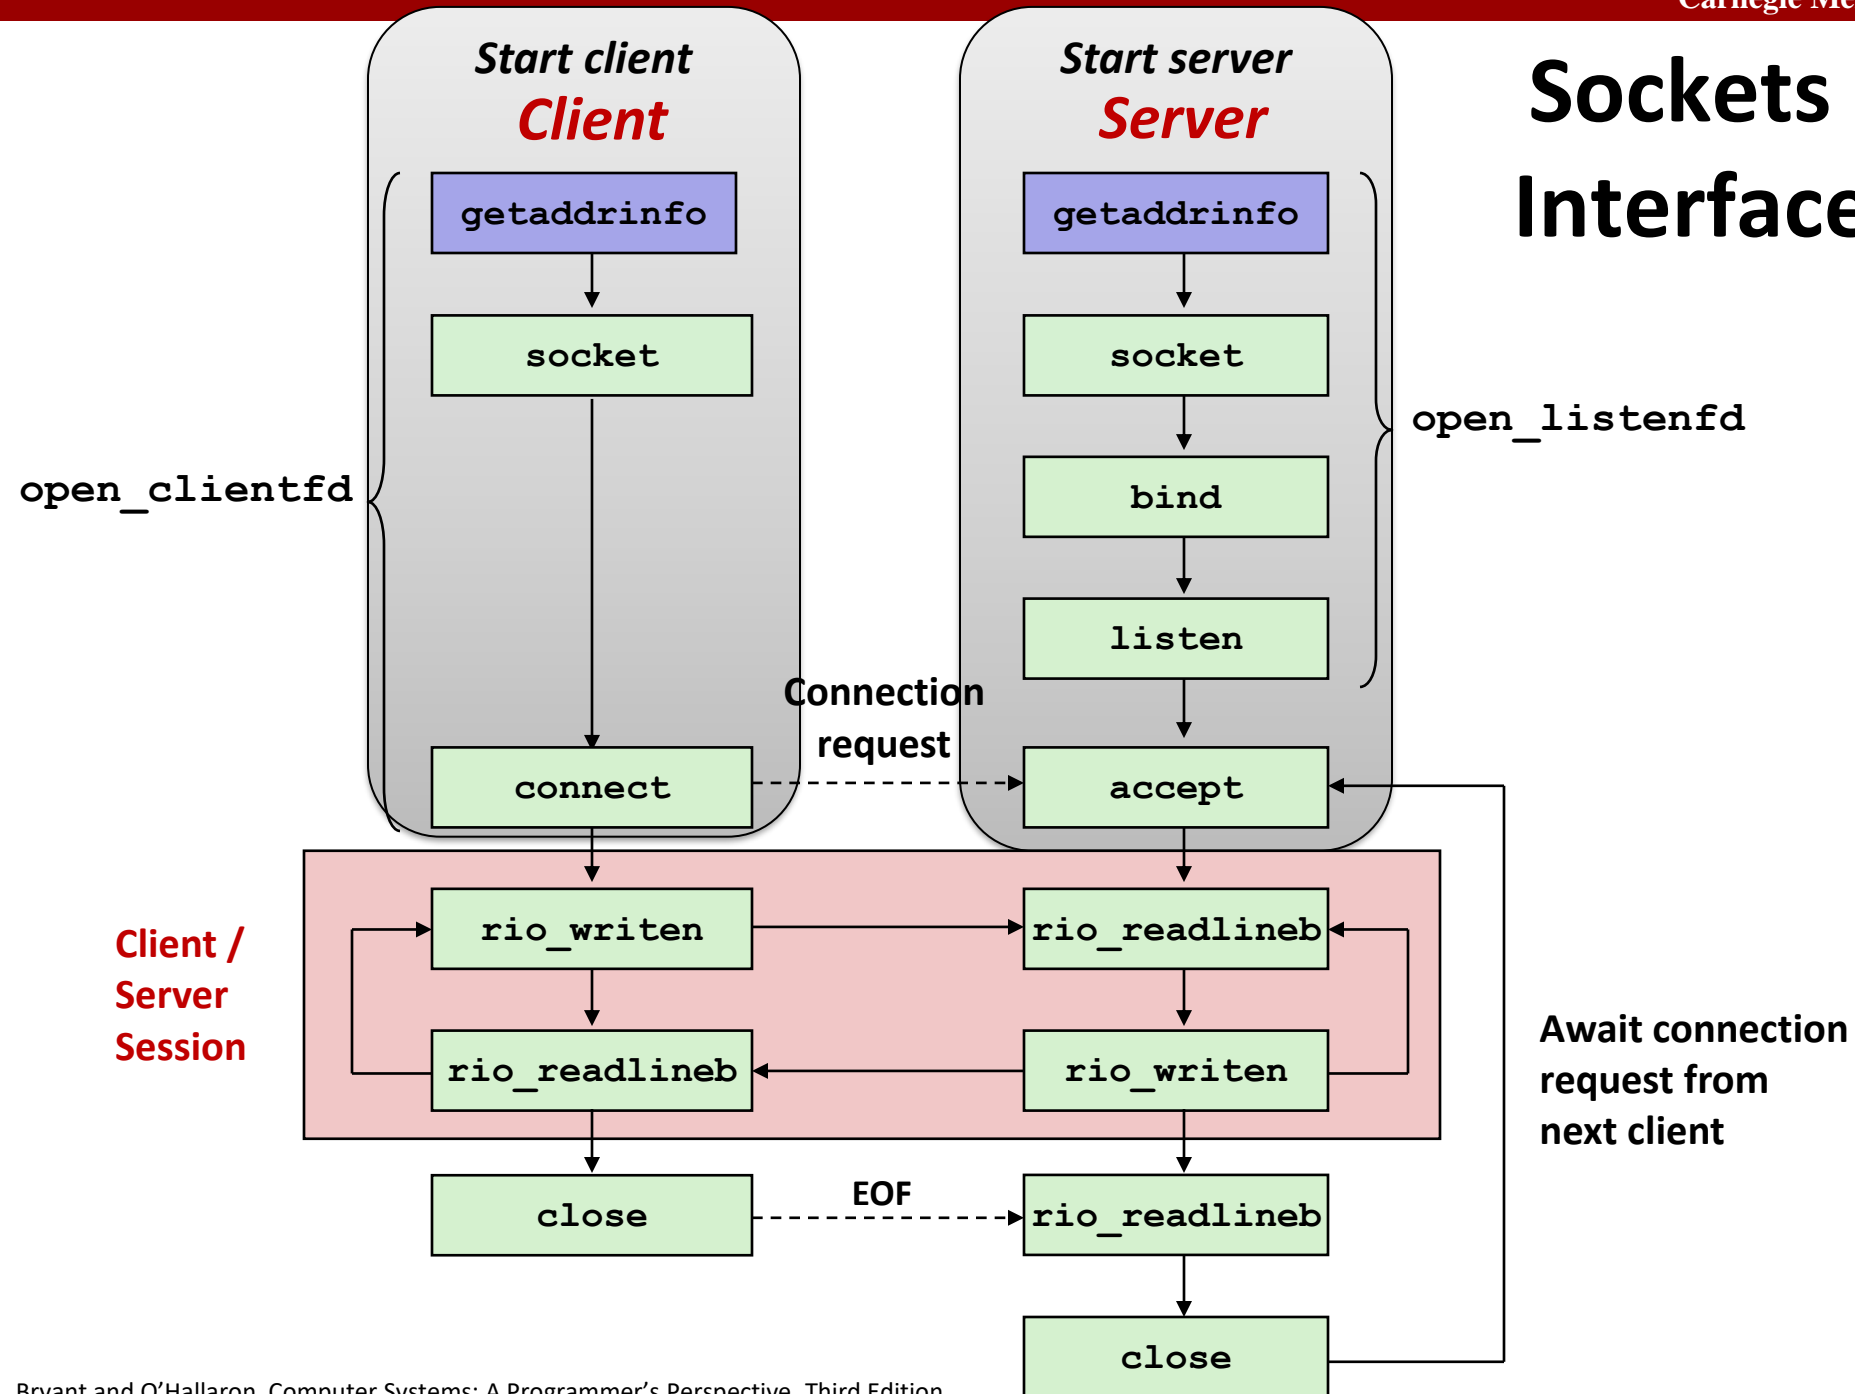 Start client
Client
Start server
Server
Sockets
Interface
getaddrinfo
getaddrinfo
socket
socket
open_listenfd
open_clientfd
bind
listen
Connection
request
connect
accept
Client /
Server
Session
rio_writen
rio_readlineb
rio_readlineb
rio_writen
Await connection
request from
next client
close
EOF
rio_readlineb
close
Bryant and O'Hallaron, Computer Systems: A Programmer's Perspective, Third Edition